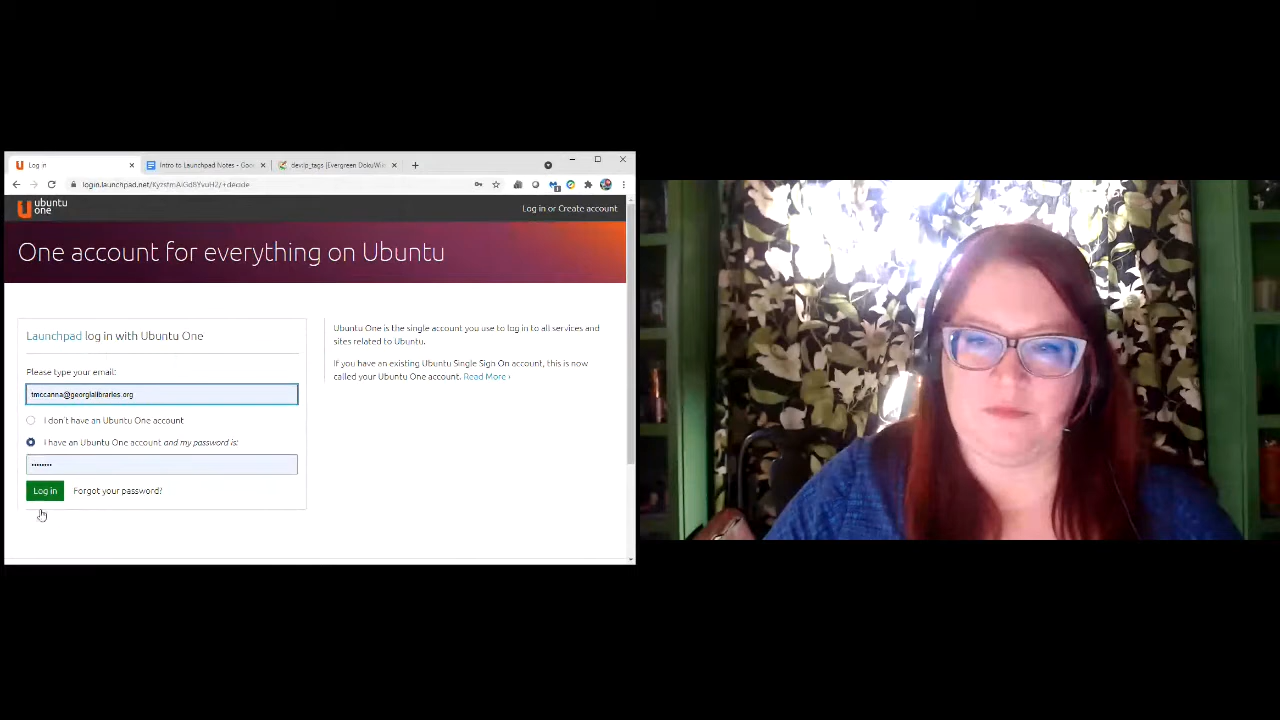 Log in
Intro to Launchpad Notes - Goo
dev:lp_tags [Evergreen DokuWiki
ubuntu one
Log in or Create account
One account for everything on Ubuntu
Launchpad log in with Ubuntu One
Please type your email:
tmccanna@georgialibraries.org
I don't have an Ubuntu One account
I have an Ubuntu One account and my password is:
••••••••
Log in Forgot your password?
Ubuntu One is the single account you use to log in to all services and
sites related to Ubuntu.
If you have an existing Ubuntu Single Sign On account, this is now
called your Ubuntu One account. Read More ›